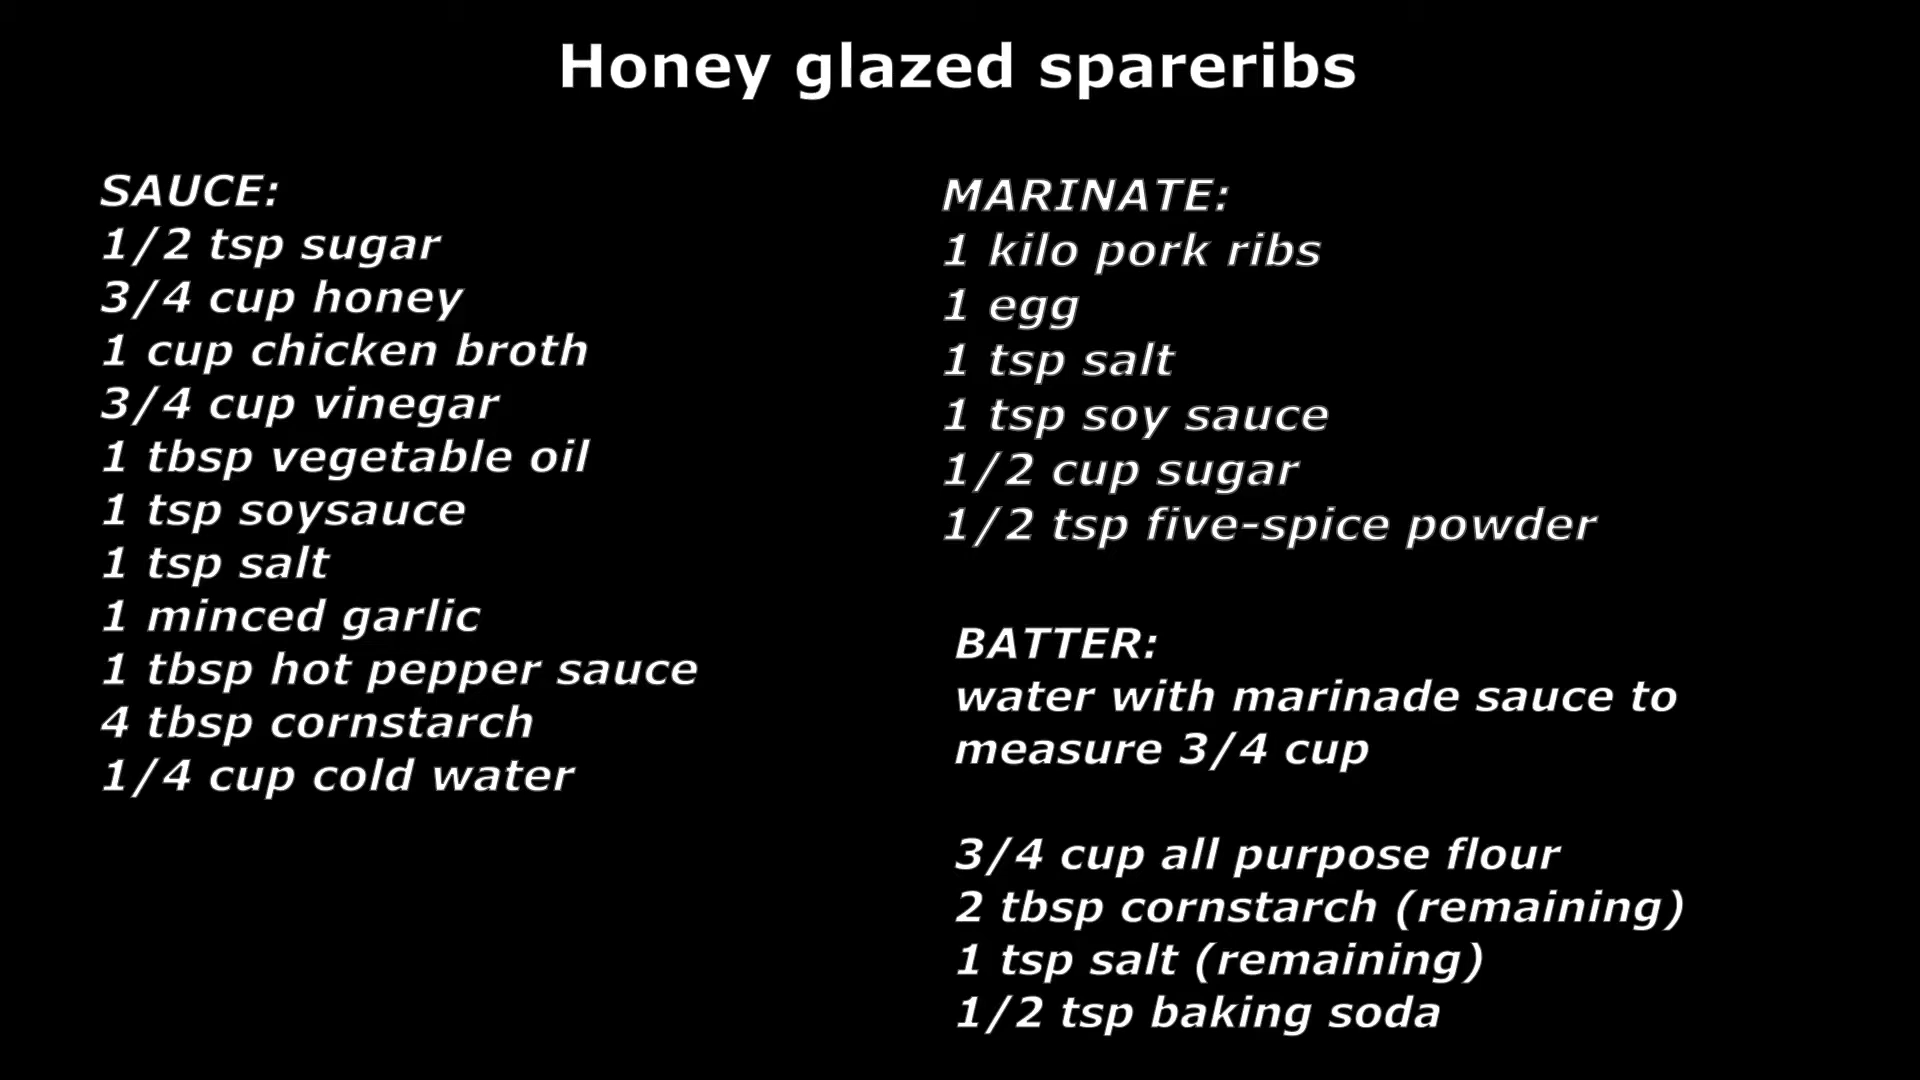 Honey glazed spareribs
SAUCE:
1/2 tsp sugar
3/4 cup honey
1 cup chicken broth
3/4 cup vinegar
1 tbsp vegetable oil
1 tsp soysauce
1 tsp salt
1 minced garlic
1 tbsp hot pepper sauce
4 tbsp cornstarch
1/4 cup cold water
MARINATE:
1 kilo pork ribs
1 egg
1 tsp salt
1 tsp soy sauce
1/2 cup sugar
1/2 tsp five-spice powder
BATTER:
water with marinade sauce to
measure 3/4 cup
3/4 cup all purpose flour
2 tbsp cornstarch (remaining)
1 tsp salt (remaining)
1/2 tsp baking soda